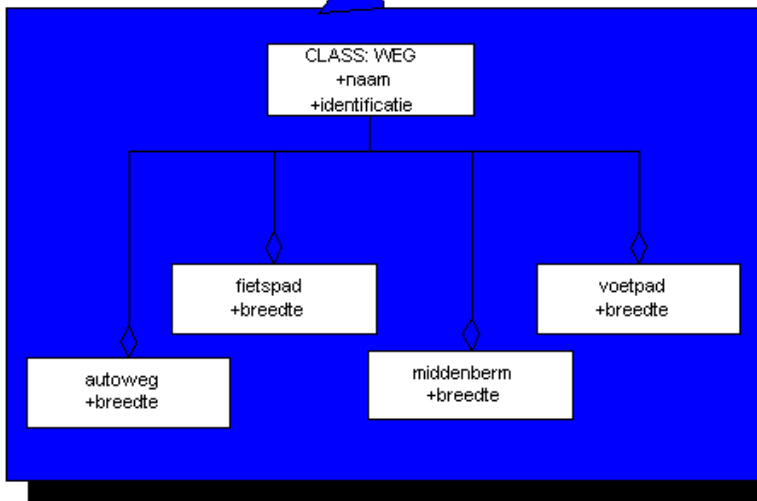 CLASS: WEG
+naam
+identificatie
fietspad
+breedte
voetpad
+breedte
autoweg
+breedte
middenberm
+breedte